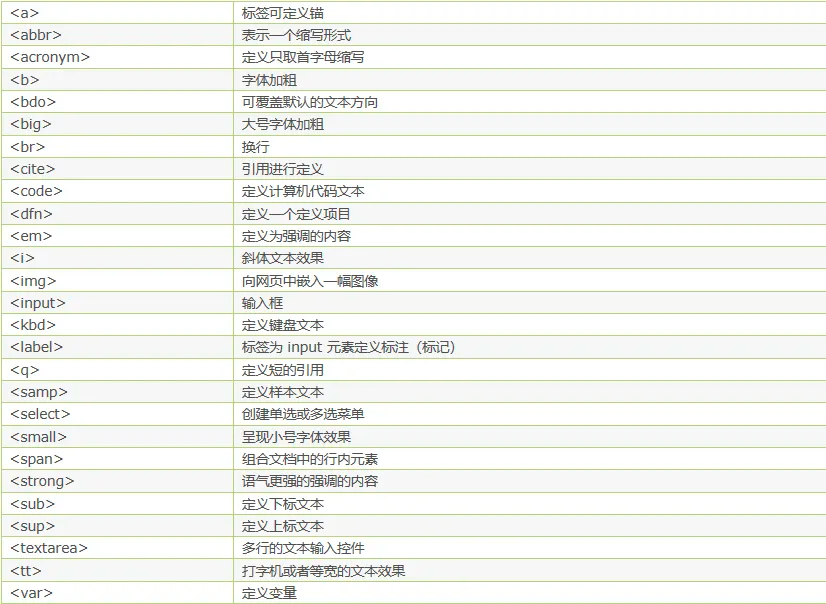 <a> 标签可定义锚
<abbr> 表示一个缩写形式
<acronym> 定义只取首字母缩写
<b> 字体加粗
<bdo> 可覆盖默认的文本方向
<big> 大号字体加粗
<br> 换行
<cite> 引用进行定义
<code> 定义计算机代码文本
<dfn> 定义一个定义项目
<em> 定义为强调的内容
<i> 斜体文本效果
<img> 向网页中嵌入一幅图像
<input> 输入框
<kbd> 定义键盘文本
<label> 标签为 input 元素定义标注（标记）
<q> 定义短的引用
<samp> 定义样本文本
<select> 创建单选或多选菜单
<small> 呈现小号字体效果
<span> 组合文档中的行内元素
<strong> 语气更强的强调的内容
<sub> 定义下标文本
<sup> 定义上标文本
<textarea> 多行的文本输入控件
<tt> 打字机或者等宽的文本效果
<var> 定义变量